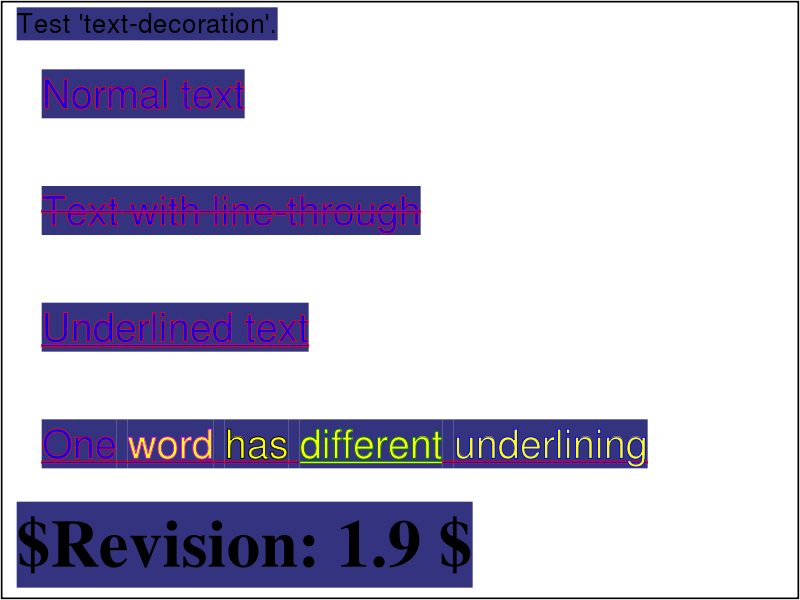 Test 'text-decoration'.
Normal text
Text with line-through
Underlined text
One word has different underlining
$Revision: 1.9 $